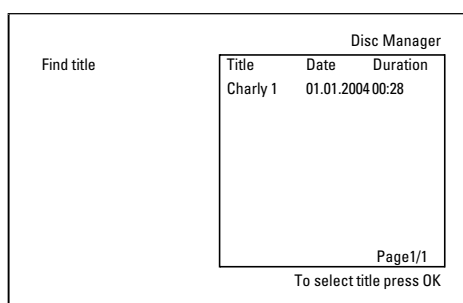 Disc Manager
Find title
Title Date Duration
Charly 1 01.01.2004 00:28
Page1/1
To select title press OK